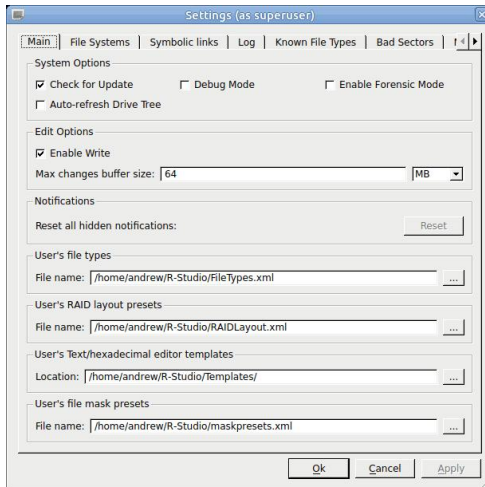 Settings (as superuser)
Main File Systems Symbolic links Log Known File Types Bad Sectors
System Options
Check for Update Debug Mode Enable Forensic Mode
Auto-refresh Drive Tree
Edit Options
Enable Write
Max changes buffer size: 64 MB
Notifications
Reset all hidden notifications: Reset
User's file types
File name: /home/andrew/R-Studio/FileTypes.xml ...
User's RAID layout presets
File name: /home/andrew/R-Studio/RAIDLayout.xml ...
User's Text/hexadecimal editor templates
Location: /home/andrew/R-Studio/Templates/ ...
User's file mask presets
File name: /home/andrew/R-Studio/maskpresets.xml ...
Ok Cancel Apply